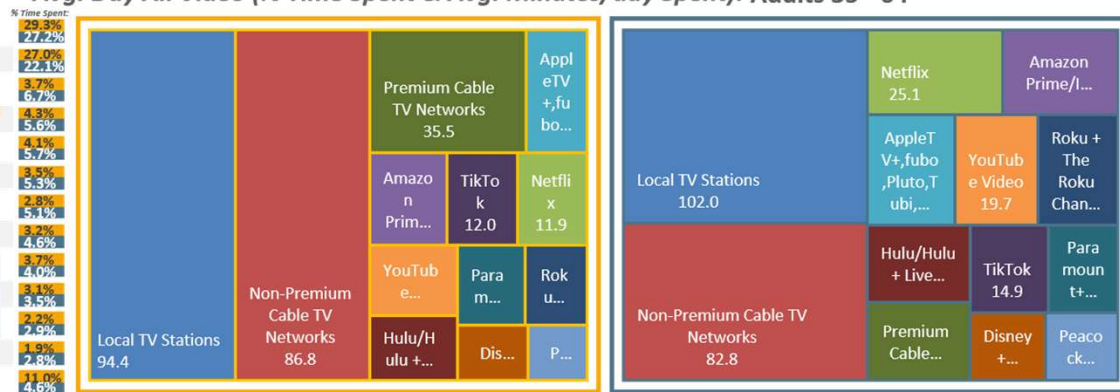 % Time Spent:
29.3%
27.2%
27.0%
22.1%
3.7%
6.7%
4.3%
5.6%
4.1%
5.7%
3.5%
5.3%
2.8%
5.1%
3.2%
4.6%
3.7%
4.0%
3.1%
3.5%
2.2%
2.9%
1.9%
2.8%
11.0%
4.6%
Local TV Stations
94.4
Non-Premium
Cable TV
Networks
86.8
Premium Cable
TV Networks
35.5
Appl
eTV
+,fu
bo...
Amazo
n
Prim...
TikTo
k
12.0
Netfli
x
11.9
YouTub
e...
Para
m...
Rok
u...
Hulu/H
ulu +...
Dis...
P...
Local TV Stations
102.0
Non-Premium Cable TV
Networks
82.8
Netflix
25.1
Amazon
Prime/I...
AppleT
V+,fubo
,Pluto,T
ubi,...
YouTub
e Video
19.7
Roku +
The
Roku
Chan...
Hulu/Hulu
+ Live...
TikTok
14.9
Para
moun
t+...
Premium
Cable...
Disney
+...
Peaco
ck...